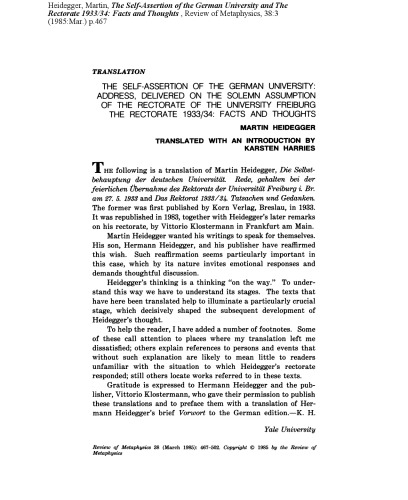 Heidegger, Martin, The Self-Assertion of the German University and The
Rectorate 1933/34: Facts and Thoughts , Review of Metaphysics, 38:3
(1985:Mar.) p.467
TRANSLATION
THE SELF-ASSERTION OF THE GERMAN UNIVERSITY:
ADDRESS, DELIVERED ON THE SOLEMN ASSUMPTION
OF THE RECTORATE OF THE UNIVERSITY FREIBURG
THE RECTORATE 1933/34: FACTS AND THOUGHTS
MARTIN HEIDEGGER
TRANSLATED WITH AN INTRODUCTION BY
KARSTEN HARRIES
THE following is a translation of Martin Heidegger, Die Selbst-
behauptung der deutschen Universität. Rede, gehalten bei der
feierlichen Übernahme des Rektorats der Universität Freiburg i. Br.
am 27. 5. 1933 and Das Rektorat 1933/34. Tatsachen und Gedanken.
The former was first published by Korn Verlag, Breslau, in 1933.
It was republished in 1983, together with Heidegger's later remarks
on his rectorate, by Vittorio Klostermann in Frankfurt am Main.
Martin Heidegger wanted his writings to speak for themselves.
His son, Hermann Heidegger, and his publisher have reaffirmed
this wish. Such reaffirmation seems particularly important in
this case, which by its nature invites emotional responses and
demands thoughtful discussion.
Heidegger's thinking is a thinking "on the way." To under-
stand this way we have to understand its stages. The texts that
have here been translated help to illuminate a particularly crucial
stage, which decisively shaped the subsequent development of
Heidegger's thought.
To help the reader, I have added a number of footnotes. Some
of these call attention to places where my translation left me
dissatisfied; others explain references to persons and events that
without such explanation are likely to mean little to readers
unfamiliar with the situation to which Heidegger's rectorate
responded; still others locate works referred to in these texts.
Gratitude is expressed to Hermann Heidegger and the pub-
lisher, Vittorio Klostermann, who gave their permission to publish
these translations and to preface them with a translation of Her-
mann Heidegger's brief Vorwort to the German edition.—K. H.
Yale University
Review of Metaphysics 38 (March 1985): 467-502. Copyright © 1985 by the Review of
Metaphysics